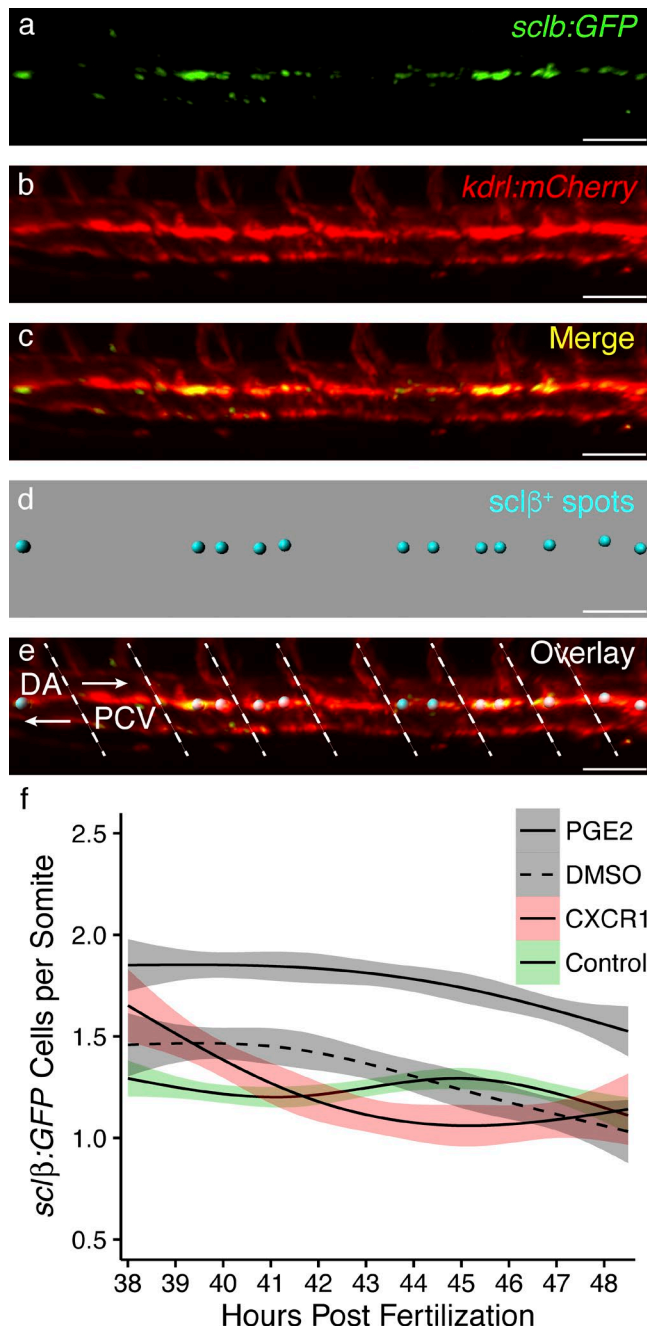 a
sclb:GFP
b
kdrl:mCherry
c
Merge
d
sclβ+ spots
e
Overlay
DA
PCV
f
PGE2
DMSO
CXCR1
Control
2.5
2.0
1.5
1.0
0.5
sclβ:GFP Cells per Somite
38 39 40 41 42 43 44 45 46 47 48
Hours Post Fertilization